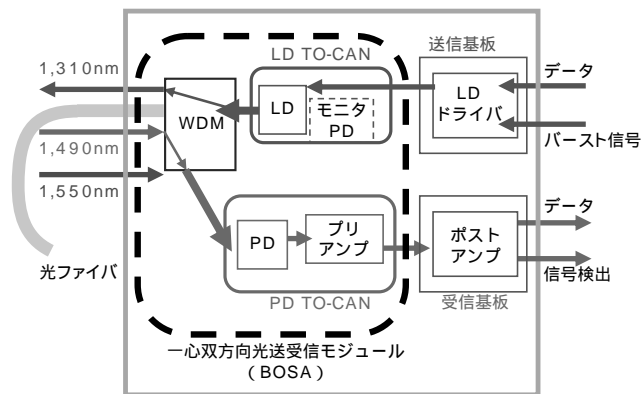 LD TO-CAN
送信基板
1,310nm
データ
LD
ドライバ
WDM
LD
モニタ
PD
1,490nm
バースト信号
1,550nm
データ
PD
プリ
アンプ
ポスト
アンプ
光ファイバ
信号検出
PD TO-CAN
受信基板
一心双方向光送受信モジュール
（BOSA）